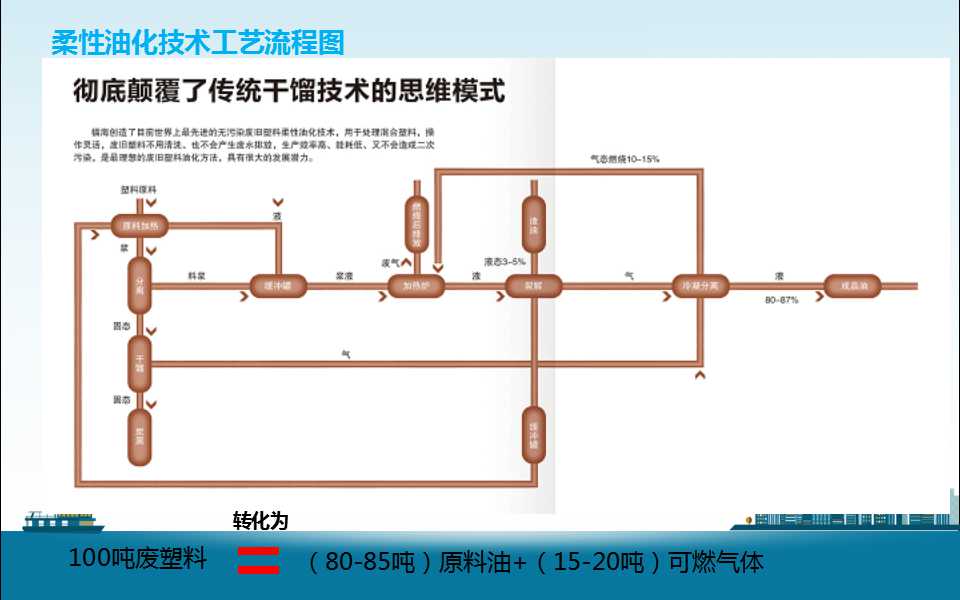 柔性油化技术工艺流程图
彻底颠覆了传统干馏技术的思维模式
镭海创造了目前世界上最先进的无污染废旧塑料柔性油化技术，用于处理混合塑料，操
作灵活，废旧塑料不用清洗、也不会产生废水排放，生产效率高、能耗低、又不会造成二次
污染，是最理想的废旧塑料油化方法，具有很大的发展潜力。
气态燃烧10-15%
塑料原料
原料加热
液
燃烧后排放
渣
浆
废气
液态3-5%
分离
料浆
缓冲罐
浆液
加热炉
液
裂解
气
冷凝分离
液
成品油
80-87%
固态
干馏
气
固态
炭黑
缓冲罐
转化为
100吨废塑料 = （80-85吨）原料油+（15-20吨）可燃气体